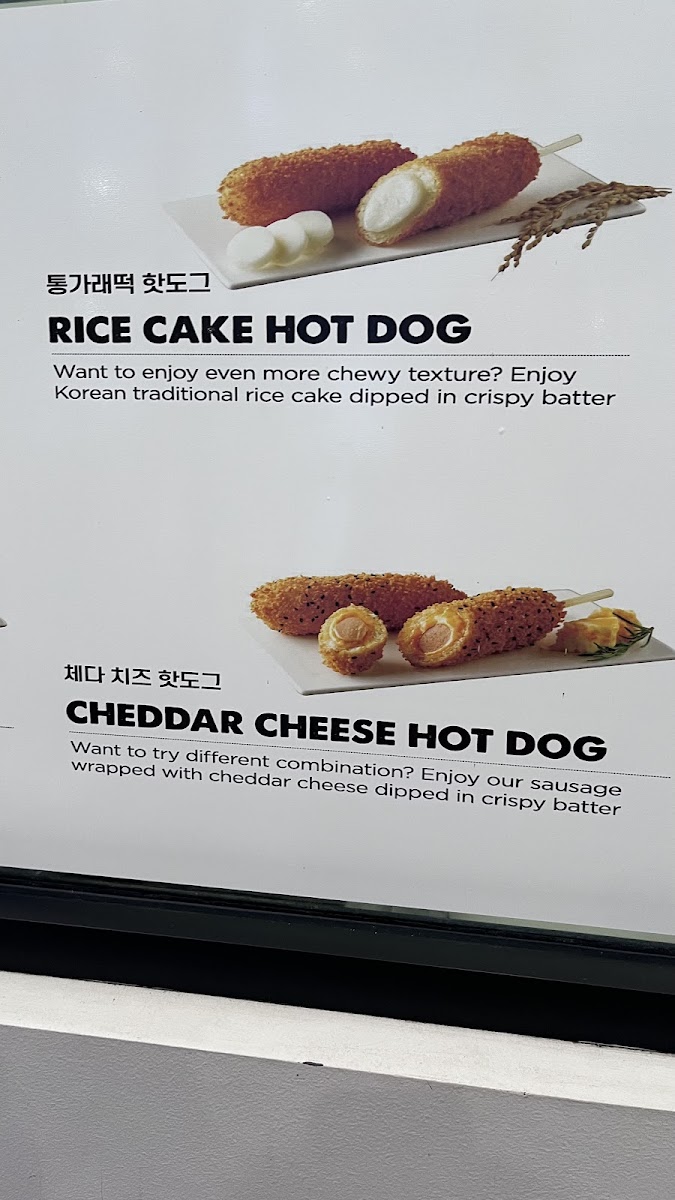 통가래떡 핫도그
RICE CAKE HOT DOG
Want to enjoy even more chewy texture? Enjoy
Korean traditional rice cake dipped in crispy batter
체다 치즈 핫도그
CHEDDAR CHEESE HOT DOG
Want to try different combination? Enjoy our sausage
wrapped with cheddar cheese dipped in crispy batter